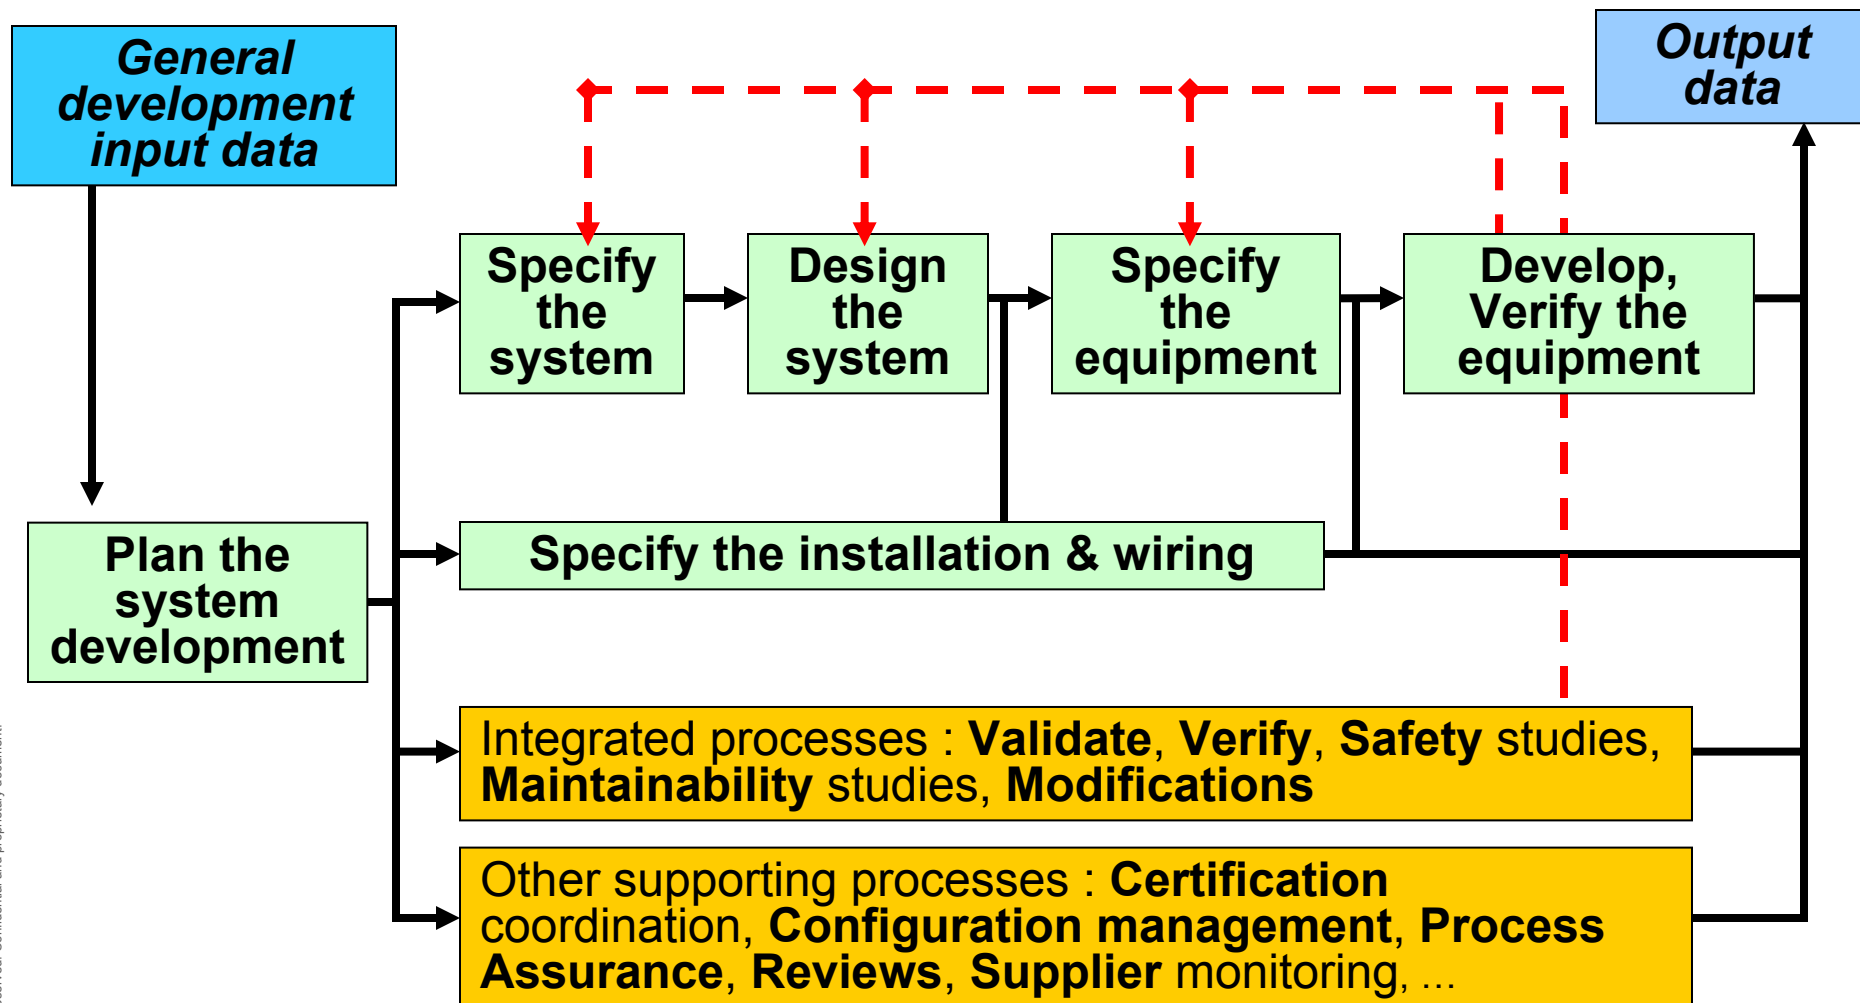 General
development
input data
Output
data
Specify
the
system
Design
the
system
Specify
the
equipment
Develop,
Verify the
equipment
Plan the
system
development
Specify the installation & wiring
Integrated processes : Validate, Verify, Safety studies,
Maintainability studies, Modifications
Other supporting processes : Certification
coordination, Configuration management, Process
Assurance, Reviews, Supplier monitoring, ...